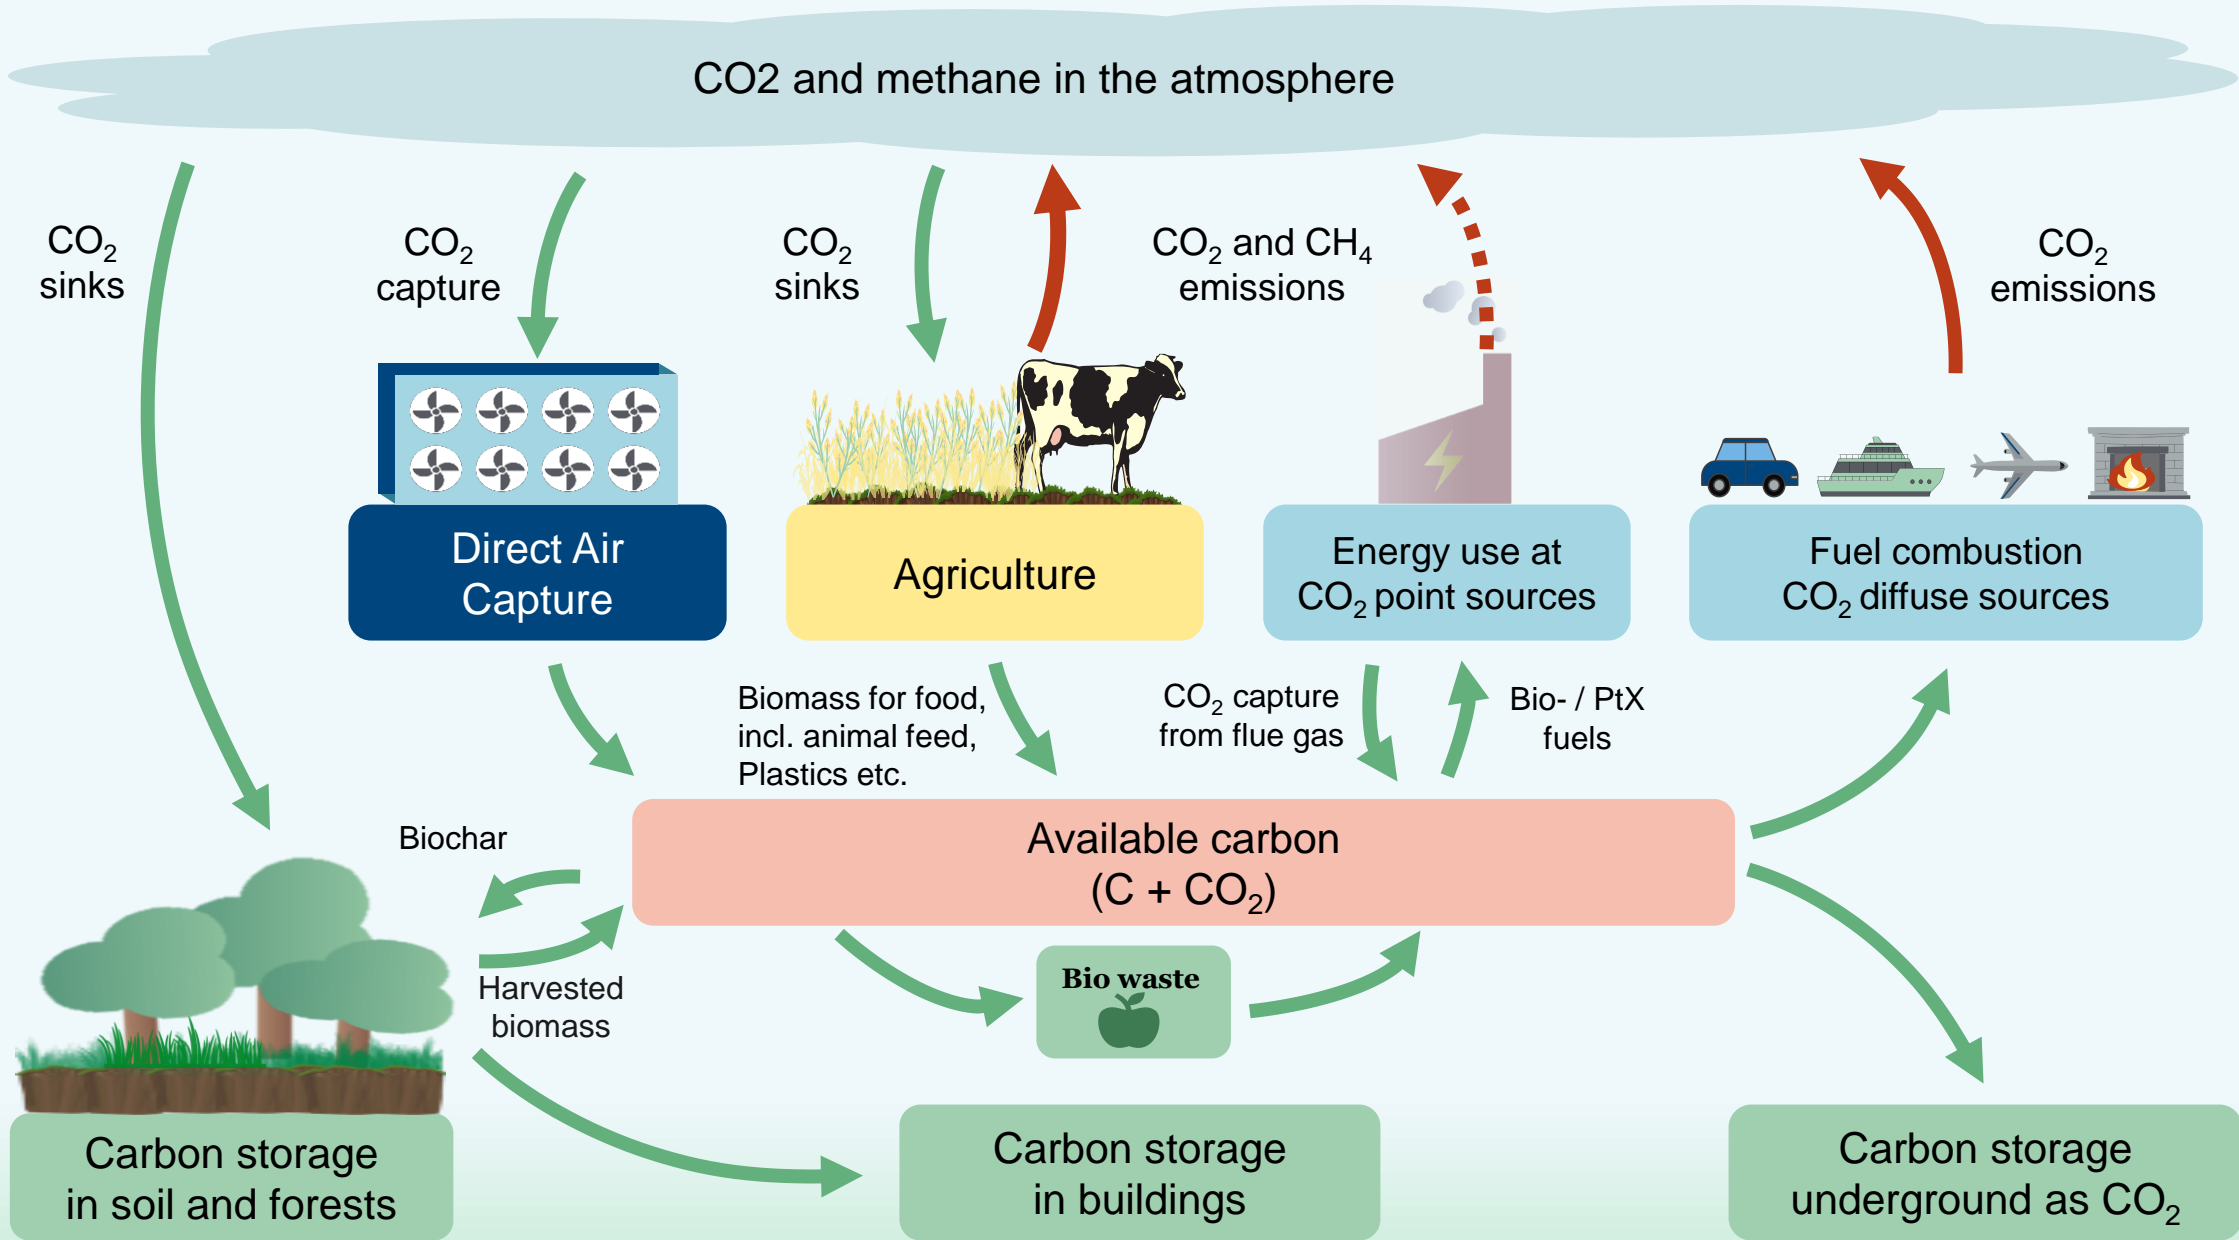 CO2 and methane in the atmosphere
CO₂
sinks
CO₂
capture
CO₂
sinks
CO₂ and CH₄
emissions
CO₂
emissions
Direct Air
Capture
Agriculture
Energy use at
CO₂ point sources
Fuel combustion
CO₂ diffuse sources
Biomass for food,
incl. animal feed,
Plastics etc.
CO₂ capture
from flue gas
Bio- / PtX
fuels
Biochar
Available carbon
(C + CO₂)
Harvested
biomass
Bio waste
Carbon storage
in soil and forests
Carbon storage
in buildings
Carbon storage
underground as CO₂